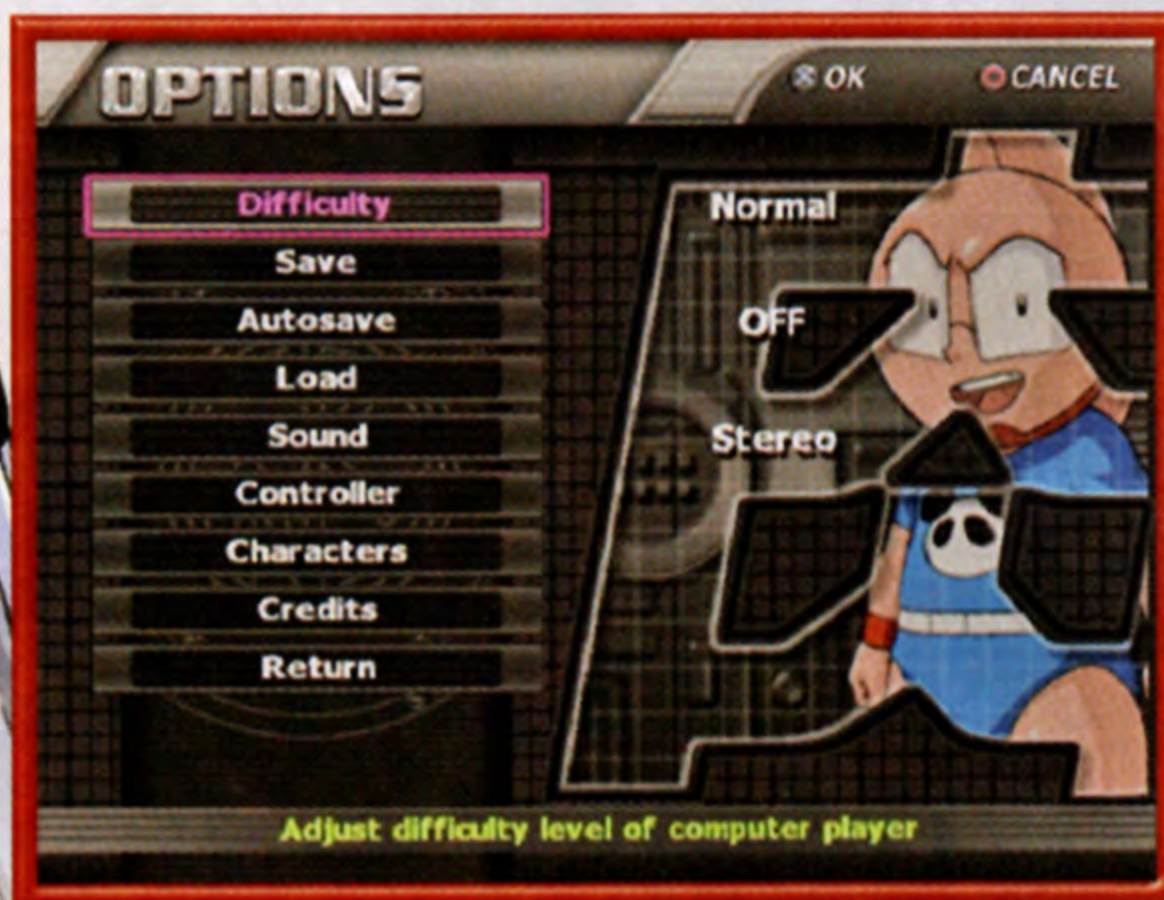 OPTIONS
OK
CANCEL
Difficulty
Normal
Save
Autosave
OFF
Load
Sound
Stereo
Controller
Characters
Credits
Return
Adjust difficulty level of computer player